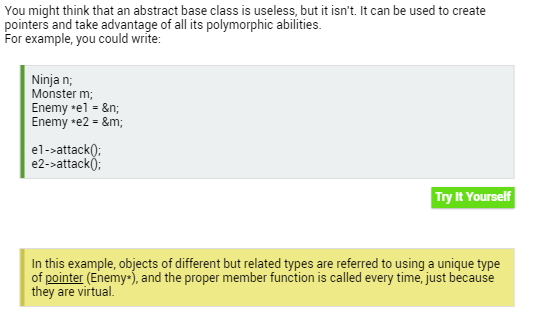 You might think that an abstract base class is useless, but it isn't. It can be used to create
pointers and take advantage of all its polymorphic abilities.
For example, you could write:
Ninja n;
Monster m;
Enemy *e1 = &n;
Enemy *e2 = &m;
e1->attack();
e2->attack();
Try It Yourself
In this example, objects of different but related types are referred to using a unique type
of pointer (Enemy*), and the proper member function is called every time, just because
they are virtual.